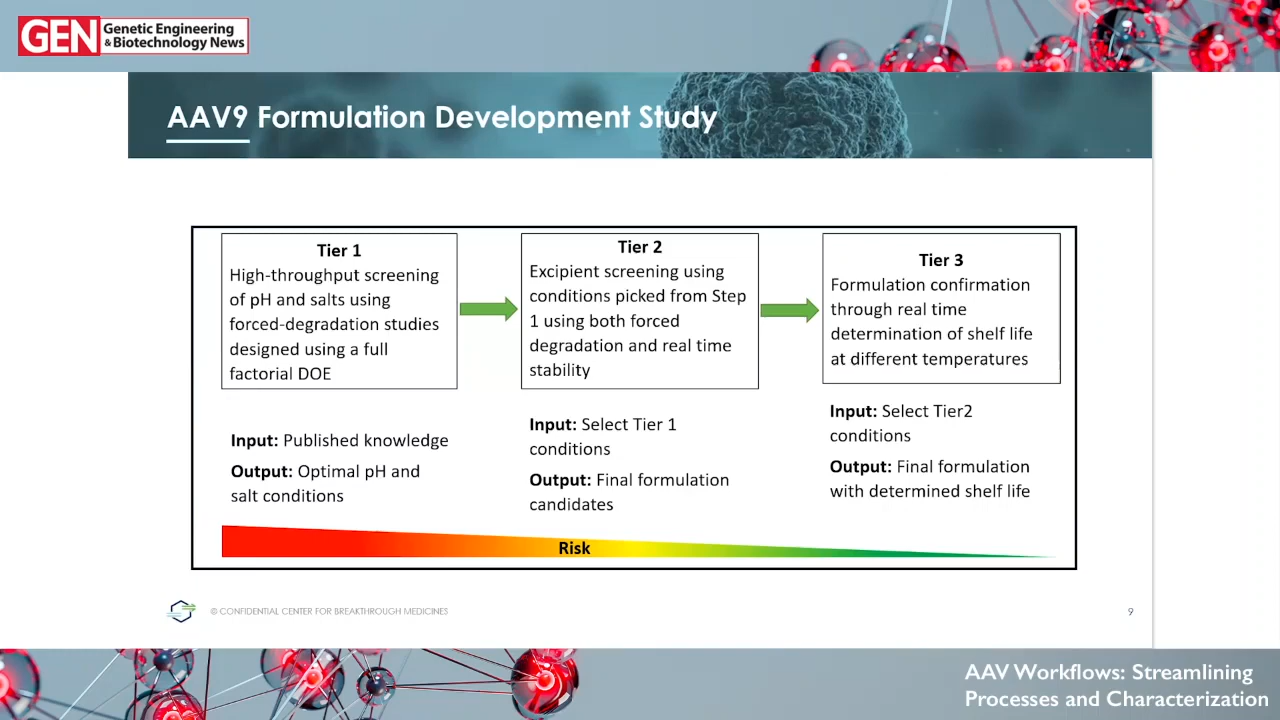 GEN Genetic Engineering
& Biotechnology News
AAV9 Formulation Development Study
Tier 1
High-throughput screening
of pH and salts using
forced-degradation studies
designed using a full
factorial DOE
Input: Published knowledge
Output: Optimal pH and
salt conditions
Tier 2
Excipient screening using
conditions picked from Step
1 using both forced
degradation and real time
stability
Input: Select Tier 1
conditions
Output: Final formulation
candidates
Tier 3
Formulation confirmation
through real time
determination of shelf life
at different temperatures
Input: Select Tier2
conditions
Output: Final formulation
with determined shelf life
Risk
© CONFIDENTIAL CENTER FOR BREAKTHROUGH MEDICINES
9
AAV Workflows: Streamlining
Processes and Characterization